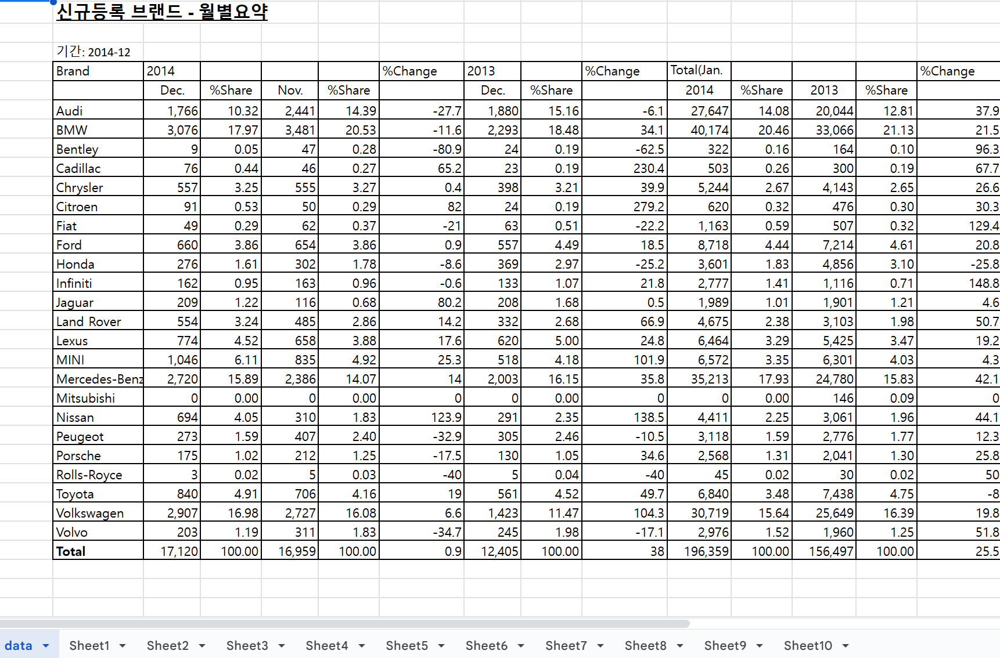 신규등록 브랜드 - 월별요약
기간: 2014-12
Brand 2014 %Change 2013 %Change Total(Jan. %Change
Dec. %Share Nov. %Share Dec. %Share 2014 %Share 2013 %Share
Audi 1,766 10.32 2,441 14.39 -27.7 1,880 15.16 -6.1 27,647 14.08 20,044 12.81 37.9
BMW 3,076 17.97 3,481 20.53 -11.6 2,293 18.48 34.1 40,174 20.46 33,066 21.13 21.5
Bentley 9 0.05 47 0.28 -80.9 24 0.19 -62.5 322 0.16 164 0.10 96.3
Cadillac 76 0.44 46 0.27 65.2 23 0.19 230.4 503 0.26 300 0.19 67.7
Chrysler 557 3.25 555 3.27 0.4 398 3.21 39.9 5,244 2.67 4,143 2.65 26.6
Citroen 91 0.53 50 0.29 82 24 0.19 279.2 620 0.32 476 0.30 30.3
Fiat 49 0.29 62 0.37 -21 63 0.51 -22.2 1,163 0.59 507 0.32 129.4
Ford 660 3.86 654 3.86 0.9 557 4.49 18.5 8,718 4.44 7,214 4.61 20.8
Honda 276 1.61 302 1.78 -8.6 369 2.97 -25.2 3,601 1.83 4,856 3.10 -25.8
Infiniti 162 0.95 163 0.96 -0.6 133 1.07 21.8 2,777 1.41 1,116 0.71 148.8
Jaguar 209 1.22 116 0.68 80.2 208 1.68 0.5 1,989 1.01 1,901 1.21 4.6
Land Rover 554 3.24 485 2.86 14.2 332 2.68 66.9 4,675 2.38 3,103 1.98 50.7
Lexus 774 4.52 658 3.88 17.6 620 5.00 24.8 6,464 3.29 5,425 3.47 19.2
MINI 1,046 6.11 835 4.92 25.3 518 4.18 101.9 6,572 3.35 6,301 4.03 4.3
Mercedes-Benz 2,720 15.89 2,386 14.07 14 2,003 16.15 35.8 35,213 17.93 24,780 15.83 42.1
Mitsubishi 0 0.00 0 0.00 0 0 0.00 0 0 0.00 146 0.09 0
Nissan 694 4.05 310 1.83 123.9 291 2.35 138.5 4,411 2.25 3,061 1.96 44.1
Peugeot 273 1.59 407 2.40 -32.9 305 2.46 -10.5 3,118 1.59 2,776 1.77 12.3
Porsche 175 1.02 212 1.25 -17.5 130 1.05 34.6 2,568 1.31 2,041 1.30 25.8
Rolls-Royce 3 0.02 5 0.03 -40 5 0.04 -40 45 0.02 30 0.02 50
Toyota 840 4.91 706 4.16 19 561 4.52 49.7 6,840 3.48 7,438 4.75 -8
Volkswagen 2,907 16.98 2,727 16.08 6.6 1,423 11.47 104.3 30,719 15.64 25,649 16.39 19.8
Volvo 203 1.19 311 1.83 -34.7 245 1.98 -17.1 2,976 1.52 1,960 1.25 51.8
Total 17,120 100.00 16,959 100.00 0.9 12,405 100.00 38 196,359 100.00 156,497 100.00 25.5
data Sheet1 Sheet2 Sheet3 Sheet4 Sheet5 Sheet6 Sheet7 Sheet8 Sheet9 Sheet10